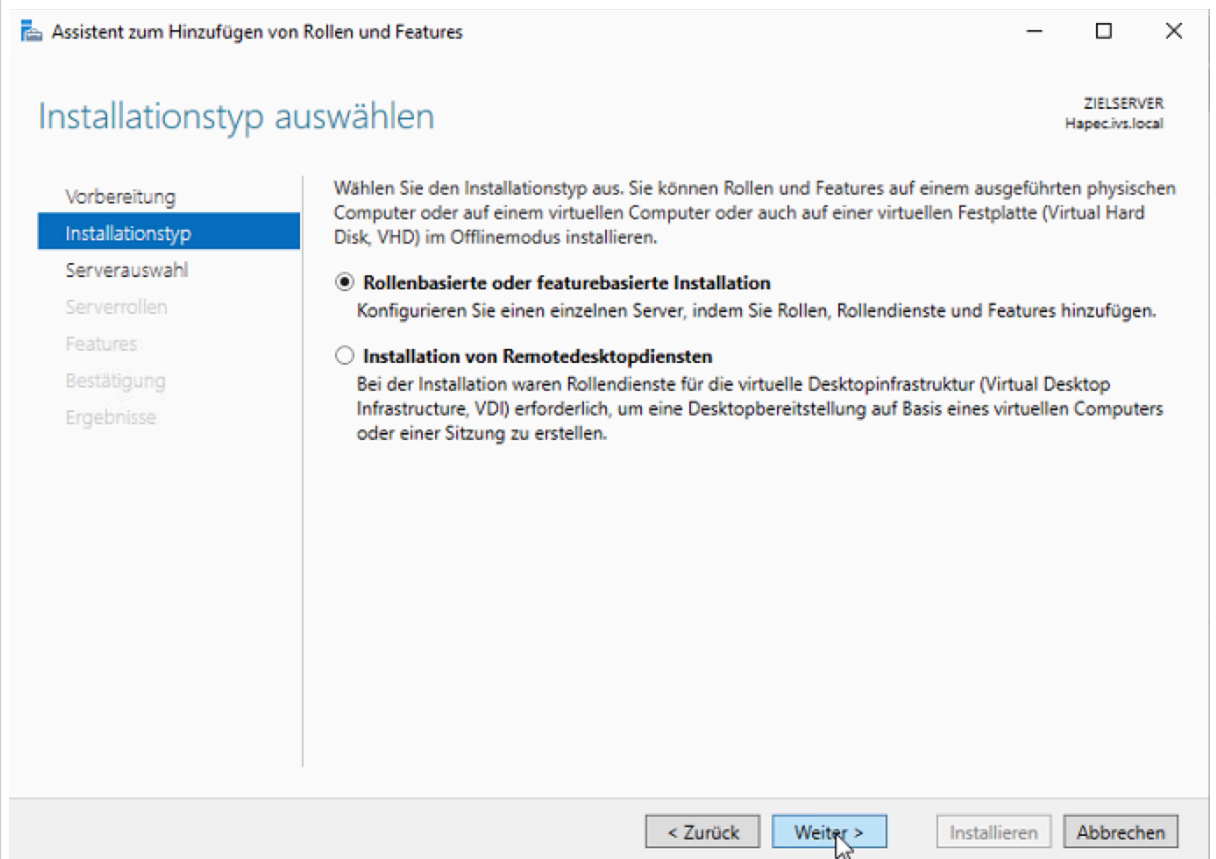 Assistent zum Hinzufügen von Rollen und Features
Installationstyp auswählen
ZIELSERVER
Hapec.ivs.local
Vorbereitung
Installationstyp
Serverauswahl
Serverrollen
Features
Bestätigung
Ergebnisse
Wählen Sie den Installationstyp aus. Sie können Rollen und Features auf einem ausgeführten physischen
Computer oder auf einem virtuellen Computer oder auch auf einer virtuellen Festplatte (Virtual Hard
Disk, VHD) im Offlinemodus installieren.
Rollenbasierte oder featurebasierte Installation
Konfigurieren Sie einen einzelnen Server, indem Sie Rollen, Rollendienste und Features hinzufügen.
Installation von Remotedesktopdiensten
Bei der Installation waren Rollendienste für die virtuelle Desktopinfrastruktur (Virtual Desktop
Infrastructure, VDI) erforderlich, um eine Desktopbereitstellung auf Basis eines virtuellen Computers
oder einer Sitzung zu erstellen.
< Zurück
Weiter >
Installieren
Abbrechen